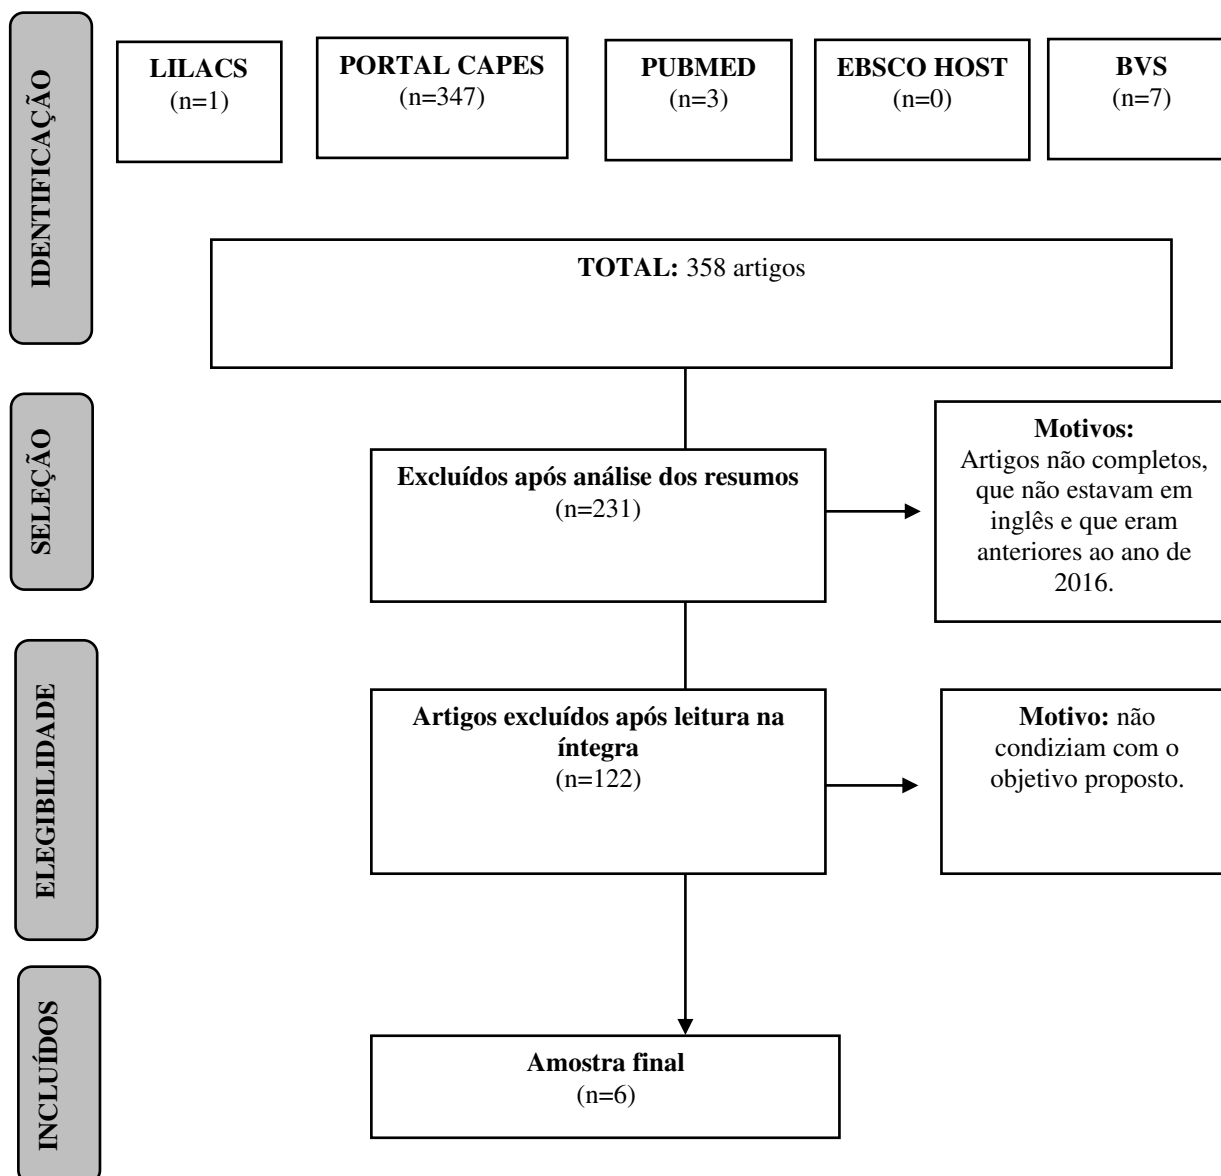 IDENTIFICAÇÃO
LILACS
(n=1)
PORTAL CAPES
(n=347)
PUBMED
(n=3)
EBSCO HOST
(n=0)
BVS
(n=7)
TOTAL: 358 artigos
SELEÇÃO
Excluídos após análise dos resumos
(n=231)
Motivos:
Artigos não completos,
que não estavam em
inglês e que eram
anteriores ao ano de
2016.
ELEGIBILIDADE
Artigos excluídos após leitura na
íntegra
(n=122)
Motivo: não
condiziam com o
objetivo proposto.
INCLUÍDOS
Amostra final
(n=6)